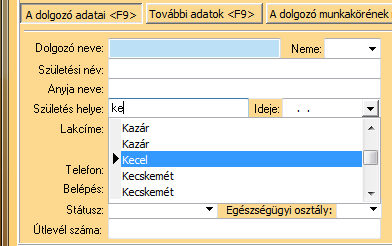 A dolgozó adatai <F9> További adatok <F9> A dolgozó munkakörének
Dolgozó neve: Neme:
Születési név:
Anyja neve:
Születés helye: ke Ideje: . .
Lakcíme: Kazár
Kazár
Kecel
Telefon: Kecskemét
Belépés: Kecskemét
Státusz: Egészségügyi osztály:
Útlevél száma: